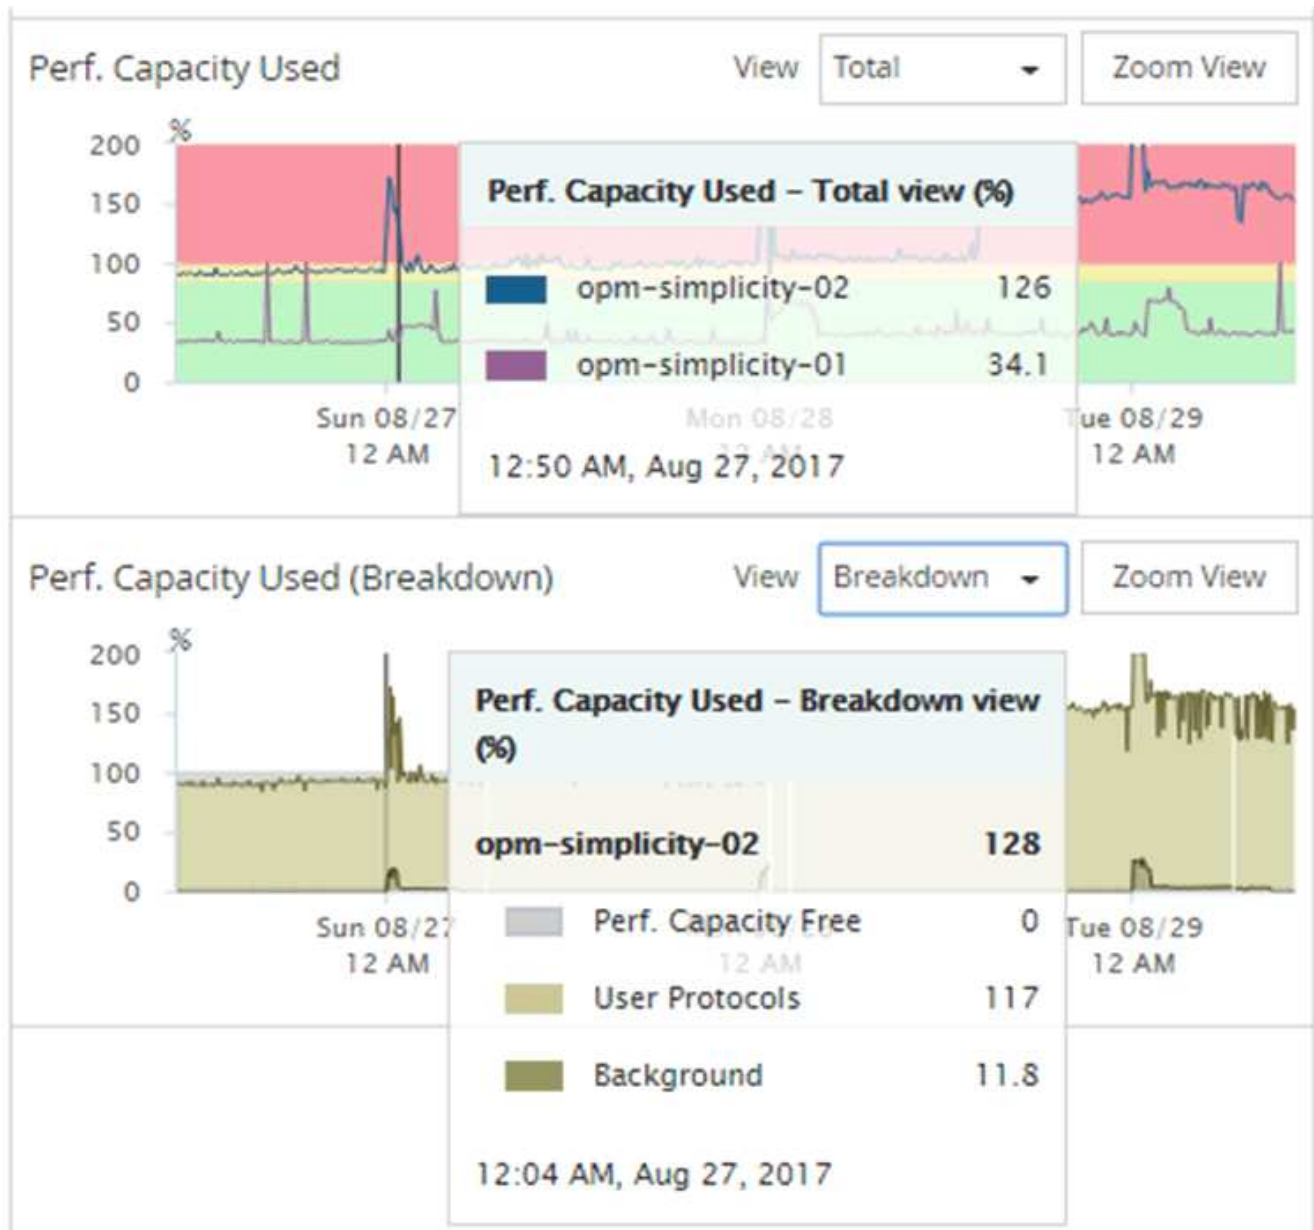 Perf. Capacity Used View Total Zoom View
%
200
150
100
50
0
Perf. Capacity Used – Total view (%)
opm-simplicity-02 126
opm-simplicity-01 34.1
Sun 08/27 Mon 08/28 Tue 08/29
12 AM 12 AM 12 AM
12:50 AM, Aug 27, 2017
Perf. Capacity Used (Breakdown) View Breakdown Zoom View
%
200
150
100
50
0
Perf. Capacity Used – Breakdown view
(%)
opm-simplicity-02 128
Perf. Capacity Free 0
Sun 08/27 Tue 08/29
12 AM 12 AM 12 AM
User Protocols 117
Background 11.8
12:04 AM, Aug 27, 2017